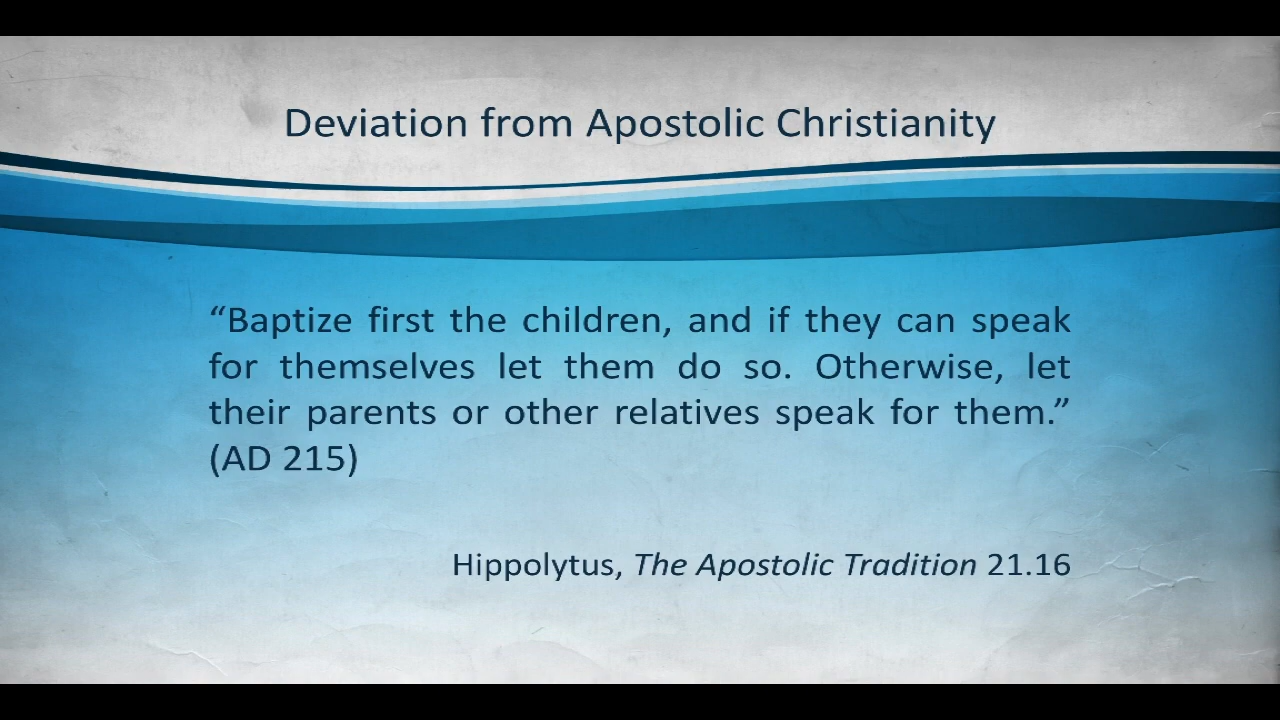 Deviation from Apostolic Christianity
“Baptize first the children, and if they can speak
for themselves let them do so. Otherwise, let
their parents or other relatives speak for them.”
(AD 215)
Hippolytus, The Apostolic Tradition 21.16